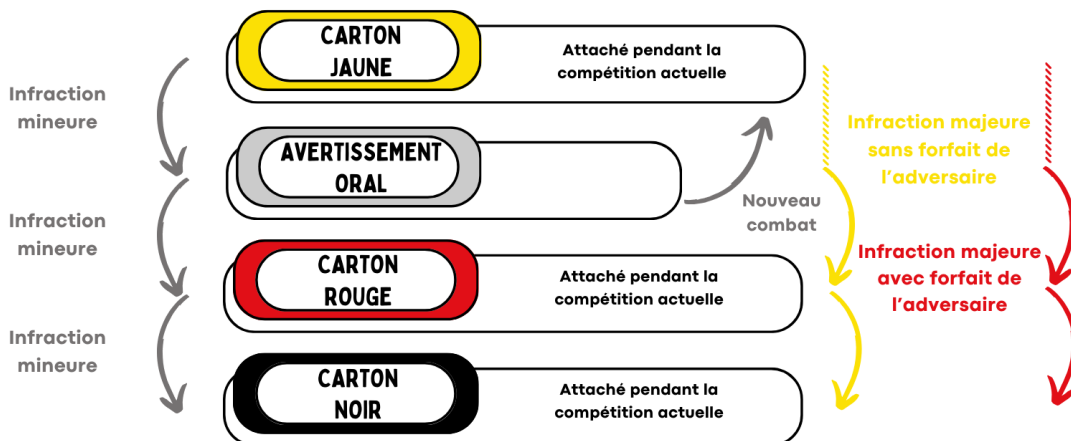 CARTON
JAUNE
Attaché pendant la
compétition actuelle
Infraction
mineure
AVERTISSEMENT
ORAL
Infraction majeure
sans forfait de
l'adversaire
Nouveau
combat
Infraction
mineure
CARTON
ROUGE
Attaché pendant la
compétition actuelle
Infraction majeure
avec forfait de
l'adversaire
Infraction
mineure
CARTON
NOIR
Attaché pendant la
compétition actuelle